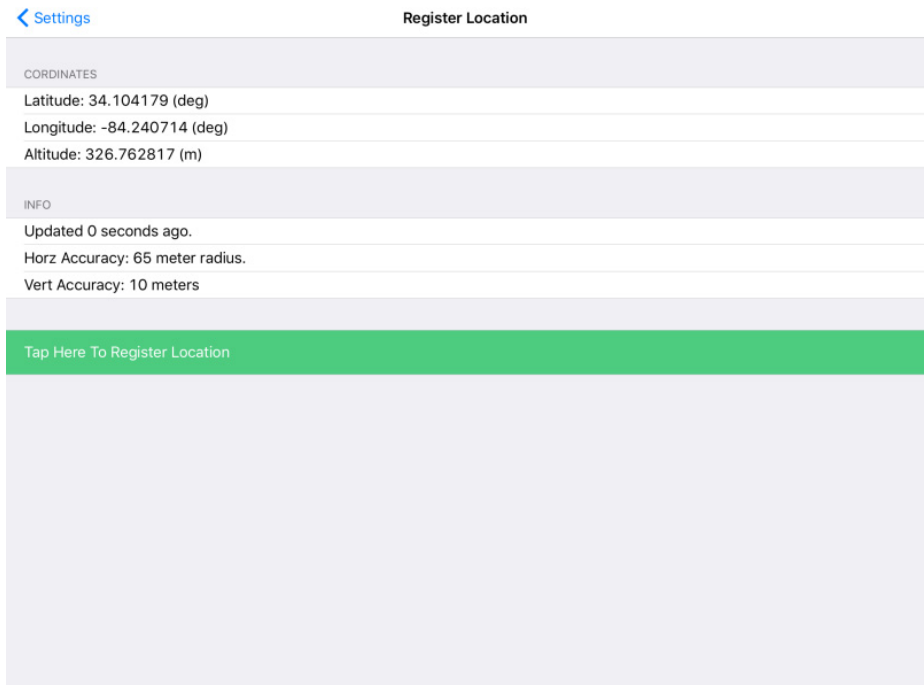 Settings
Register Location
CORDINATES
Latitude: 34.104179 (deg)
Longitude: -84.240714 (deg)
Altitude: 326.762817 (m)
INFO
Updated 0 seconds ago.
Horz Accuracy: 65 meter radius.
Vert Accuracy: 10 meters
Tap Here To Register Location